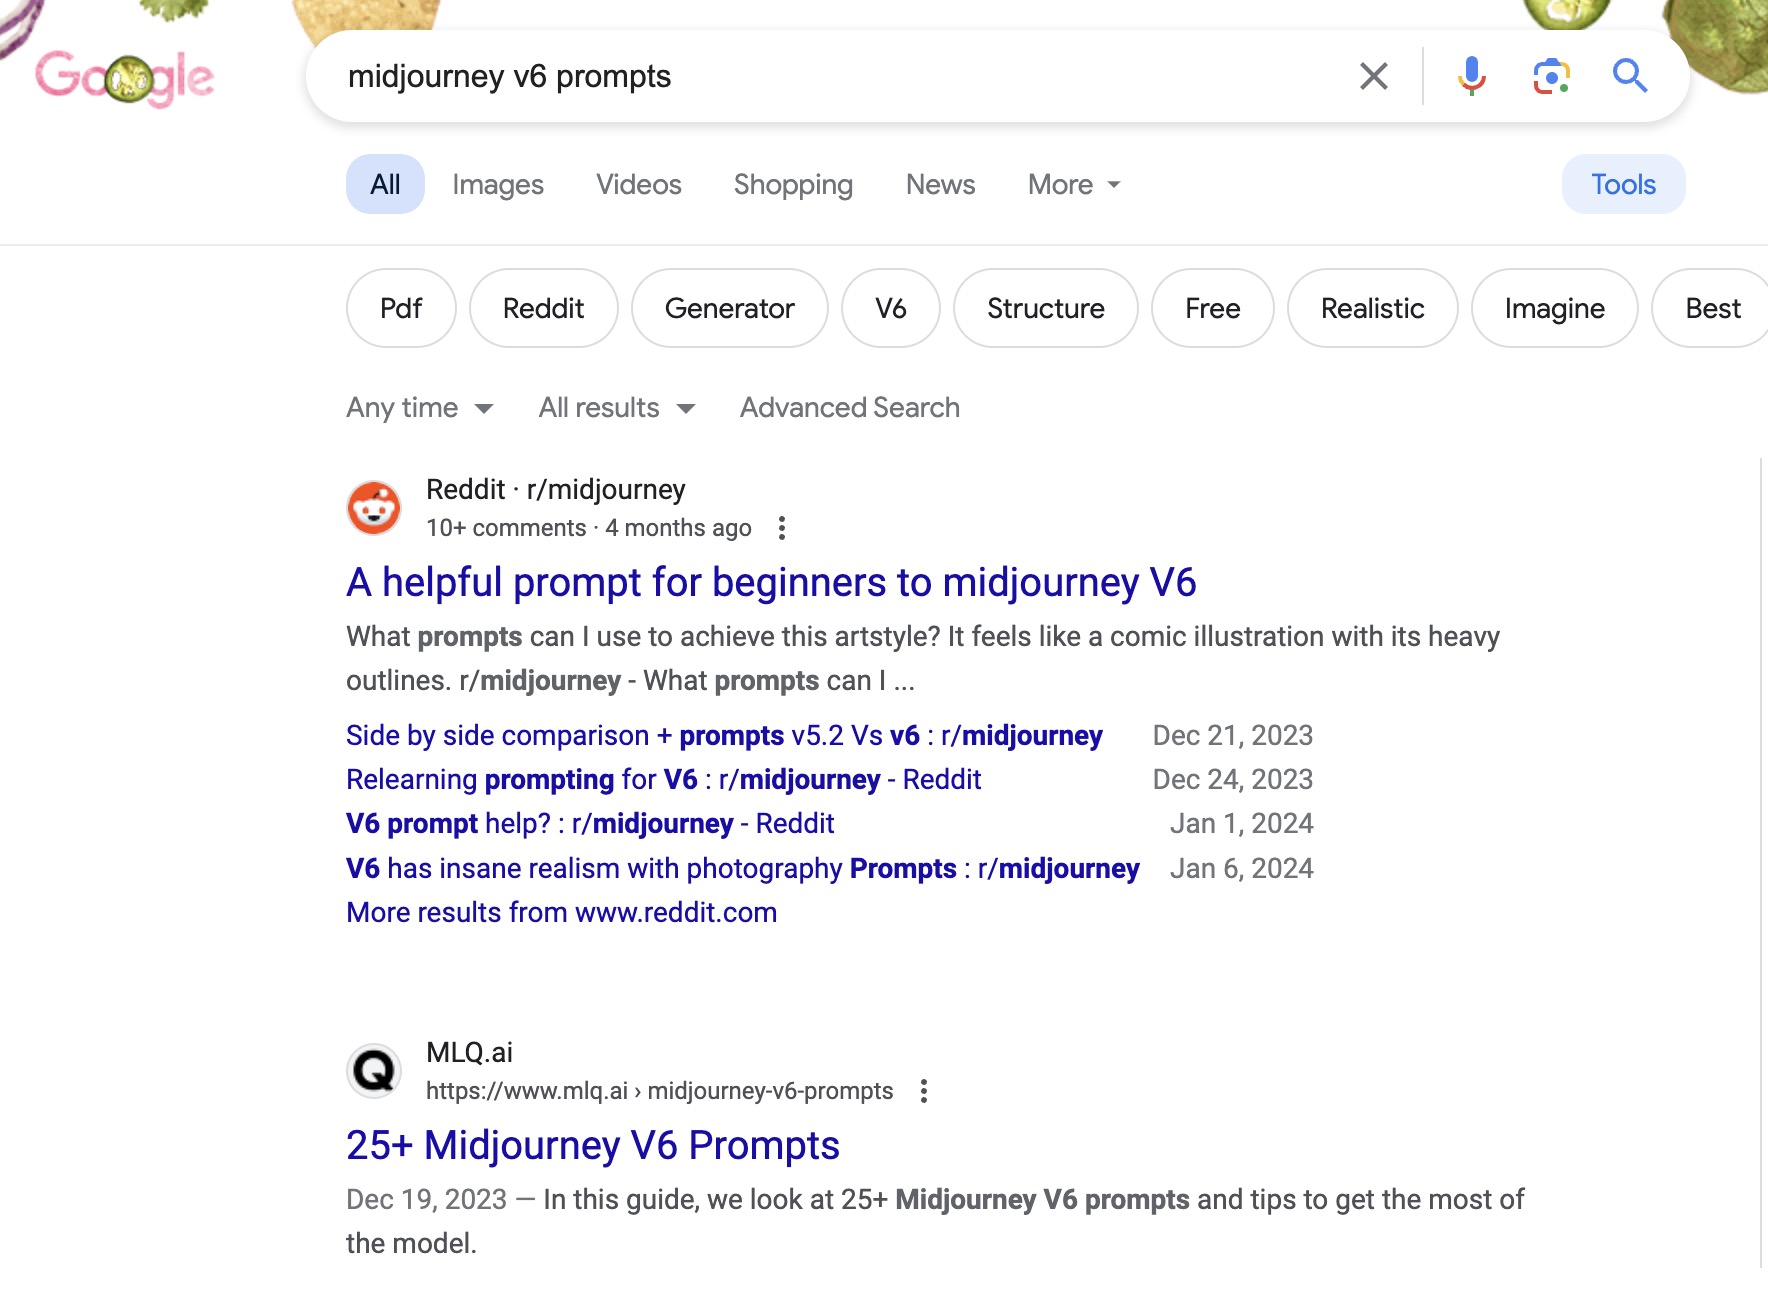 Google
midjourney v6 prompts
All Images Videos Shopping News More Tools
Pdf Reddit Generator V6 Structure Free Realistic Imagine Best
Any time All results Advanced Search
Reddit · r/midjourney
10+ comments · 4 months ago
A helpful prompt for beginners to midjourney V6
What prompts can I use to achieve this artstyle? It feels like a comic illustration with its heavy
outlines. r/midjourney - What prompts can I ...
Side by side comparison + prompts v5.2 Vs v6 : r/midjourney Dec 21, 2023
Relearning prompting for V6 : r/midjourney - Reddit Dec 24, 2023
V6 prompt help? : r/midjourney - Reddit Jan 1, 2024
V6 has insane realism with photography Prompts : r/midjourney Jan 6, 2024
More results from www.reddit.com
MLQ.ai
https://www.mlq.ai › midjourney-v6-prompts
25+ Midjourney V6 Prompts
Dec 19, 2023 — In this guide, we look at 25+ Midjourney V6 prompts and tips to get the most of
the model.